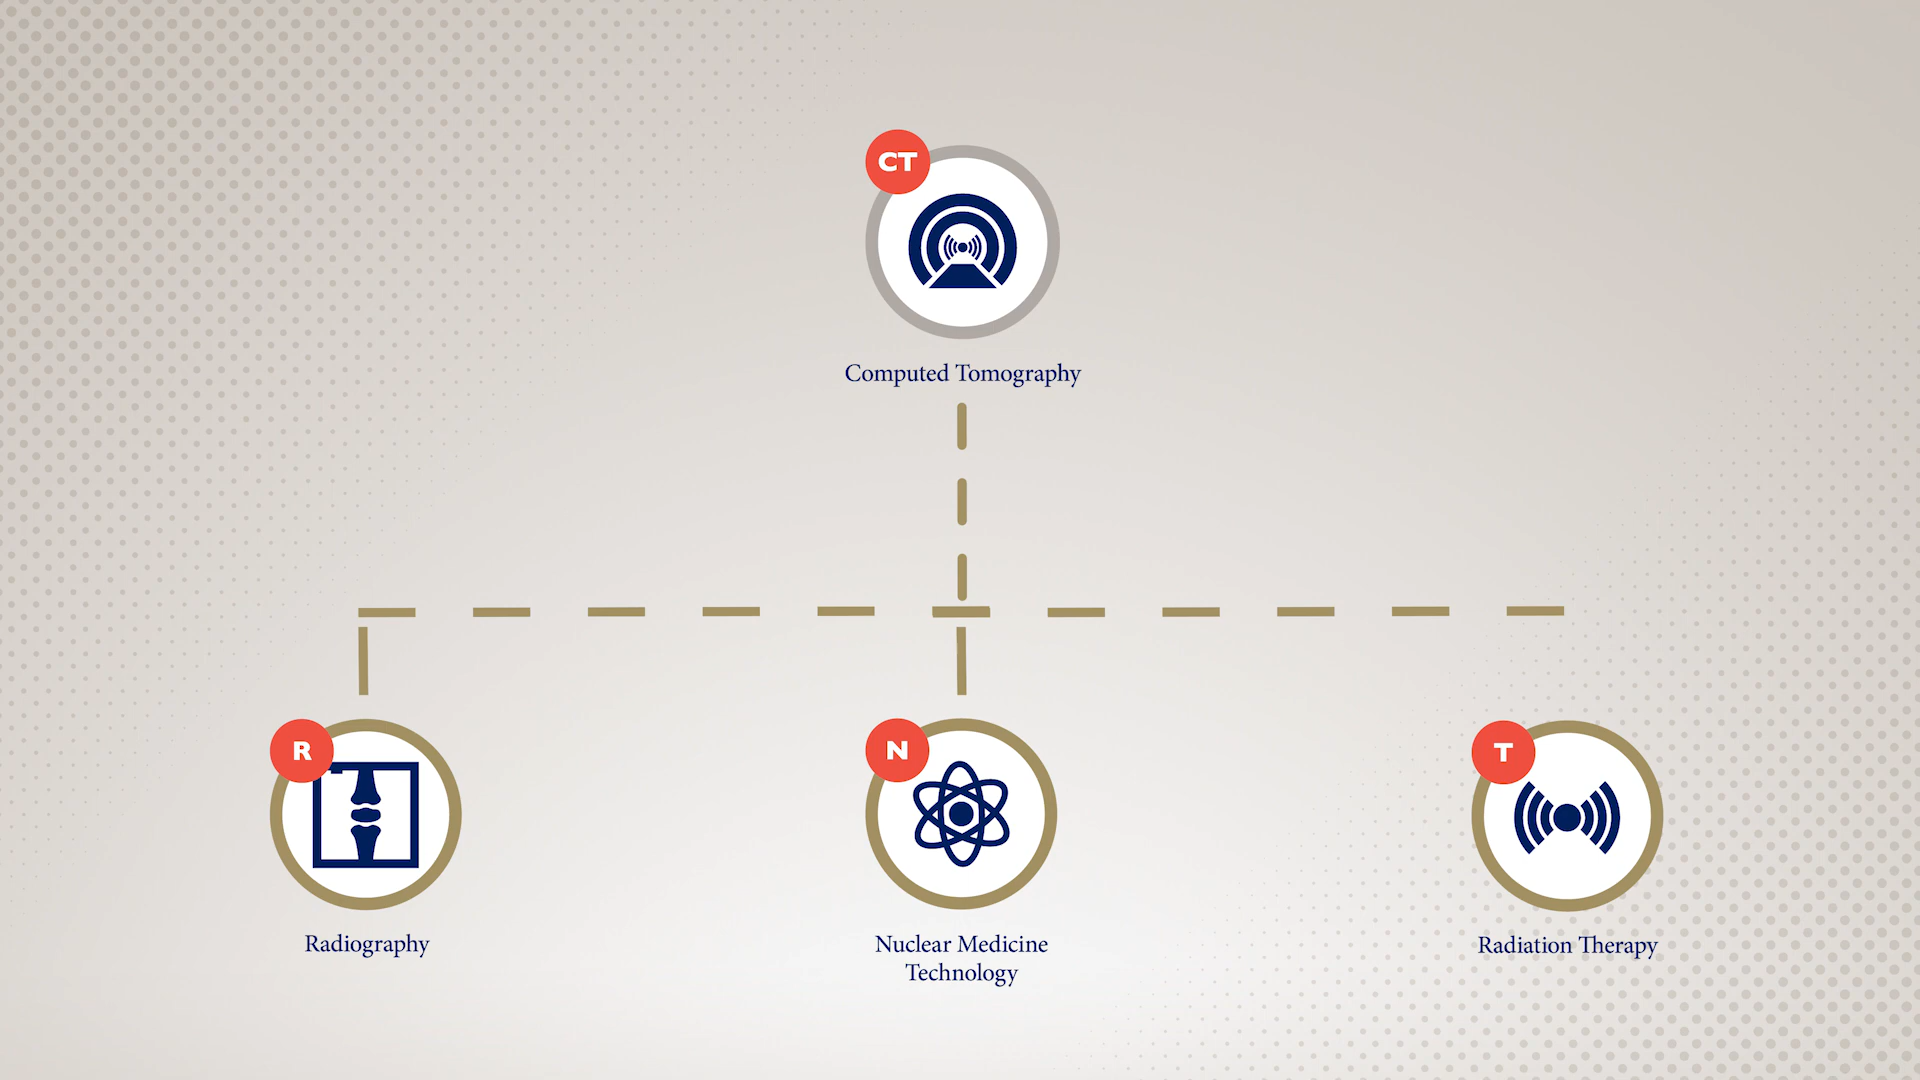 CT
Computed Tomography
R
N
T
Radiography
Nuclear Medicine
Technology
Radiation Therapy